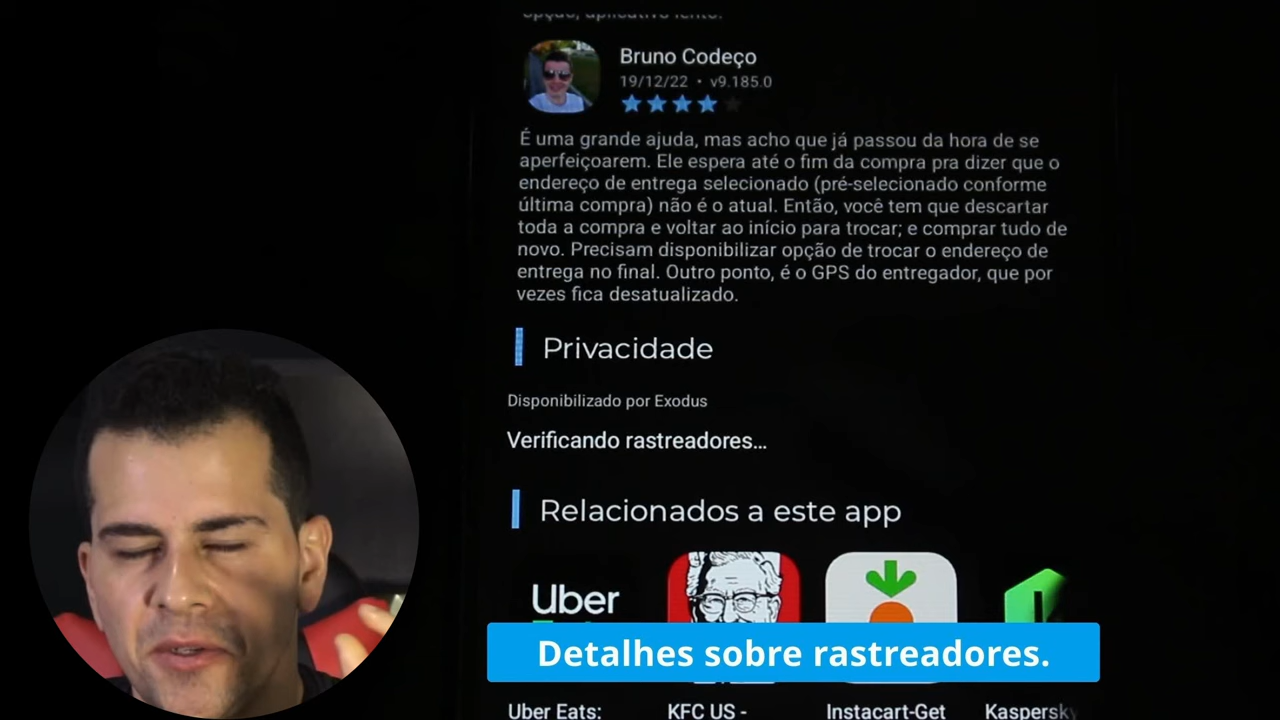 opção, aplicativo lento.
Bruno Codeço
19/12/22 • v9.185.0
É uma grande ajuda, mas acho que já passou da hora de se
aperfeiçoarem. Ele espera até o fim da compra pra dizer que o
endereço de entrega selecionado (pré-selecionado conforme
última compra) não é o atual. Então, você tem que descartar
toda a compra e voltar ao início para trocar; e comprar tudo de
novo. Precisam disponibilizar opção de trocar o endereço de
entrega no final. Outro ponto, é o GPS do entregador, que por
vezes fica desatualizado.
Privacidade
Disponibilizado por Exodus
Verificando rastreadores...
Relacionados a este app
Uber
Detalhes sobre rastreadores.
Uber Eats: KFC US - Instacart-Get Kaspersky